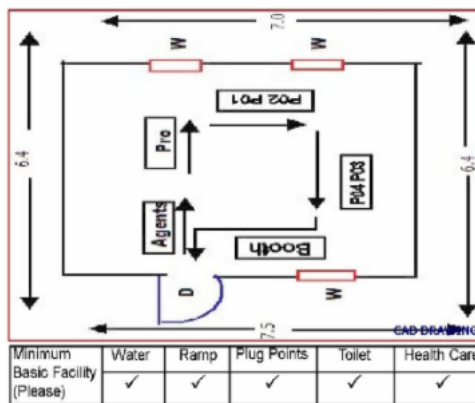 7.0
W W
P02 P01
6.4
Pro
P04 P03
6.4
Agents
Booth
D
W
7.5
CAD DRAWING
Minimum Basic Facility (Please) Water Ramp Plug Points Toilet Health Care
✓ ✓ ✓ ✓ ✓